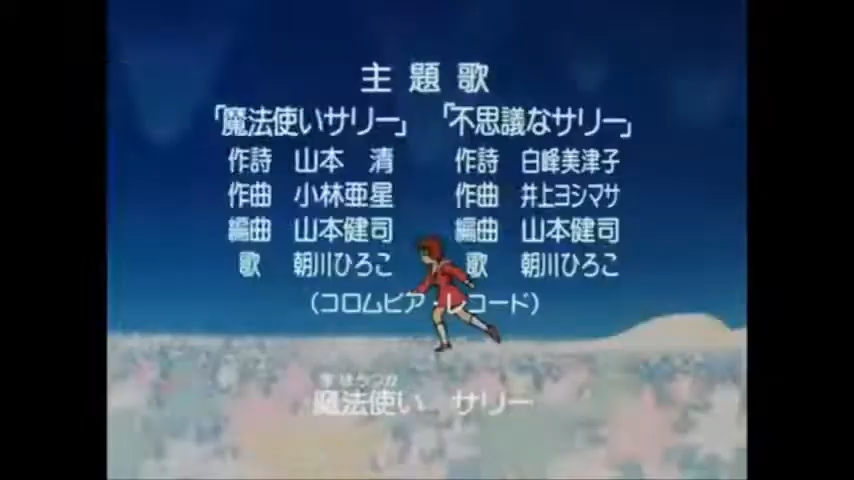 主題歌
「魔法使いサリー」 「不思議なサリー」
作詩 山本 清 作詩 白峰美津子
作曲 小林亜星 作曲 井上ヨシマサ
編曲 山本健司 編曲 山本健司
歌 朝川ひろこ 歌 朝川ひろこ
(コロムビア・レコード)
まほうつか
魔法使い サリー